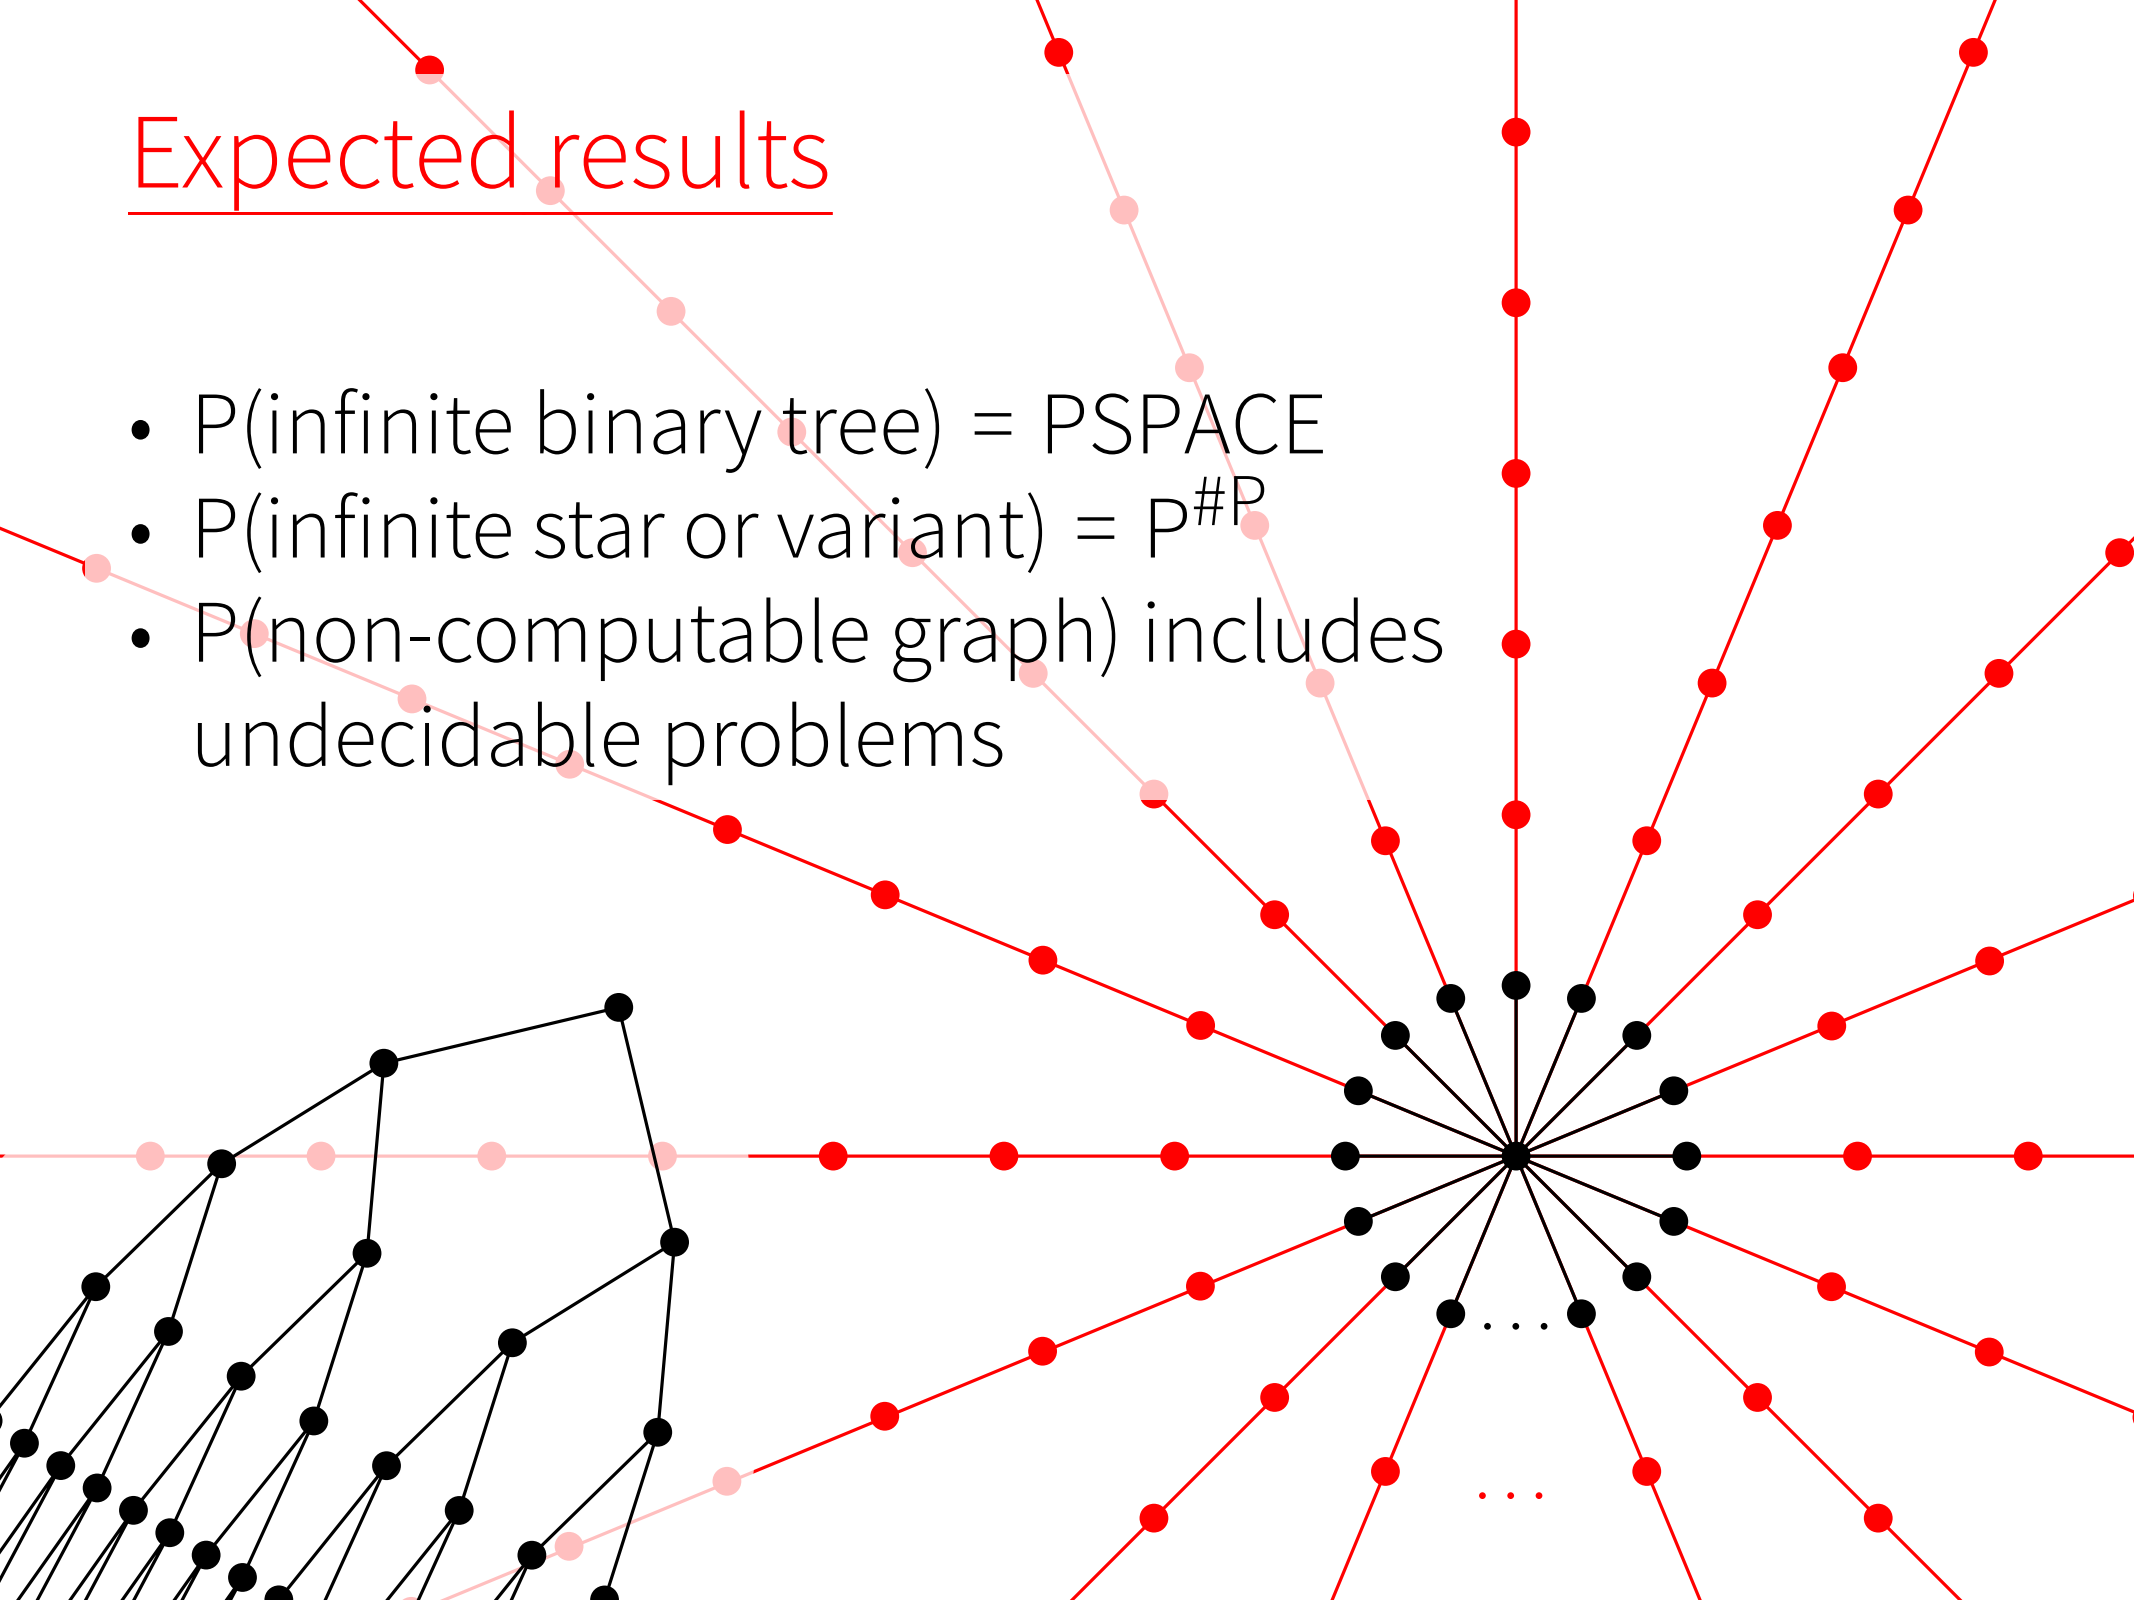 Expected results
• P(infinite binary tree) = PSPACE
• P(infinite star or variant) = P^#P
• P(non-computable graph) includes
undecidable problems
. . .
. . .